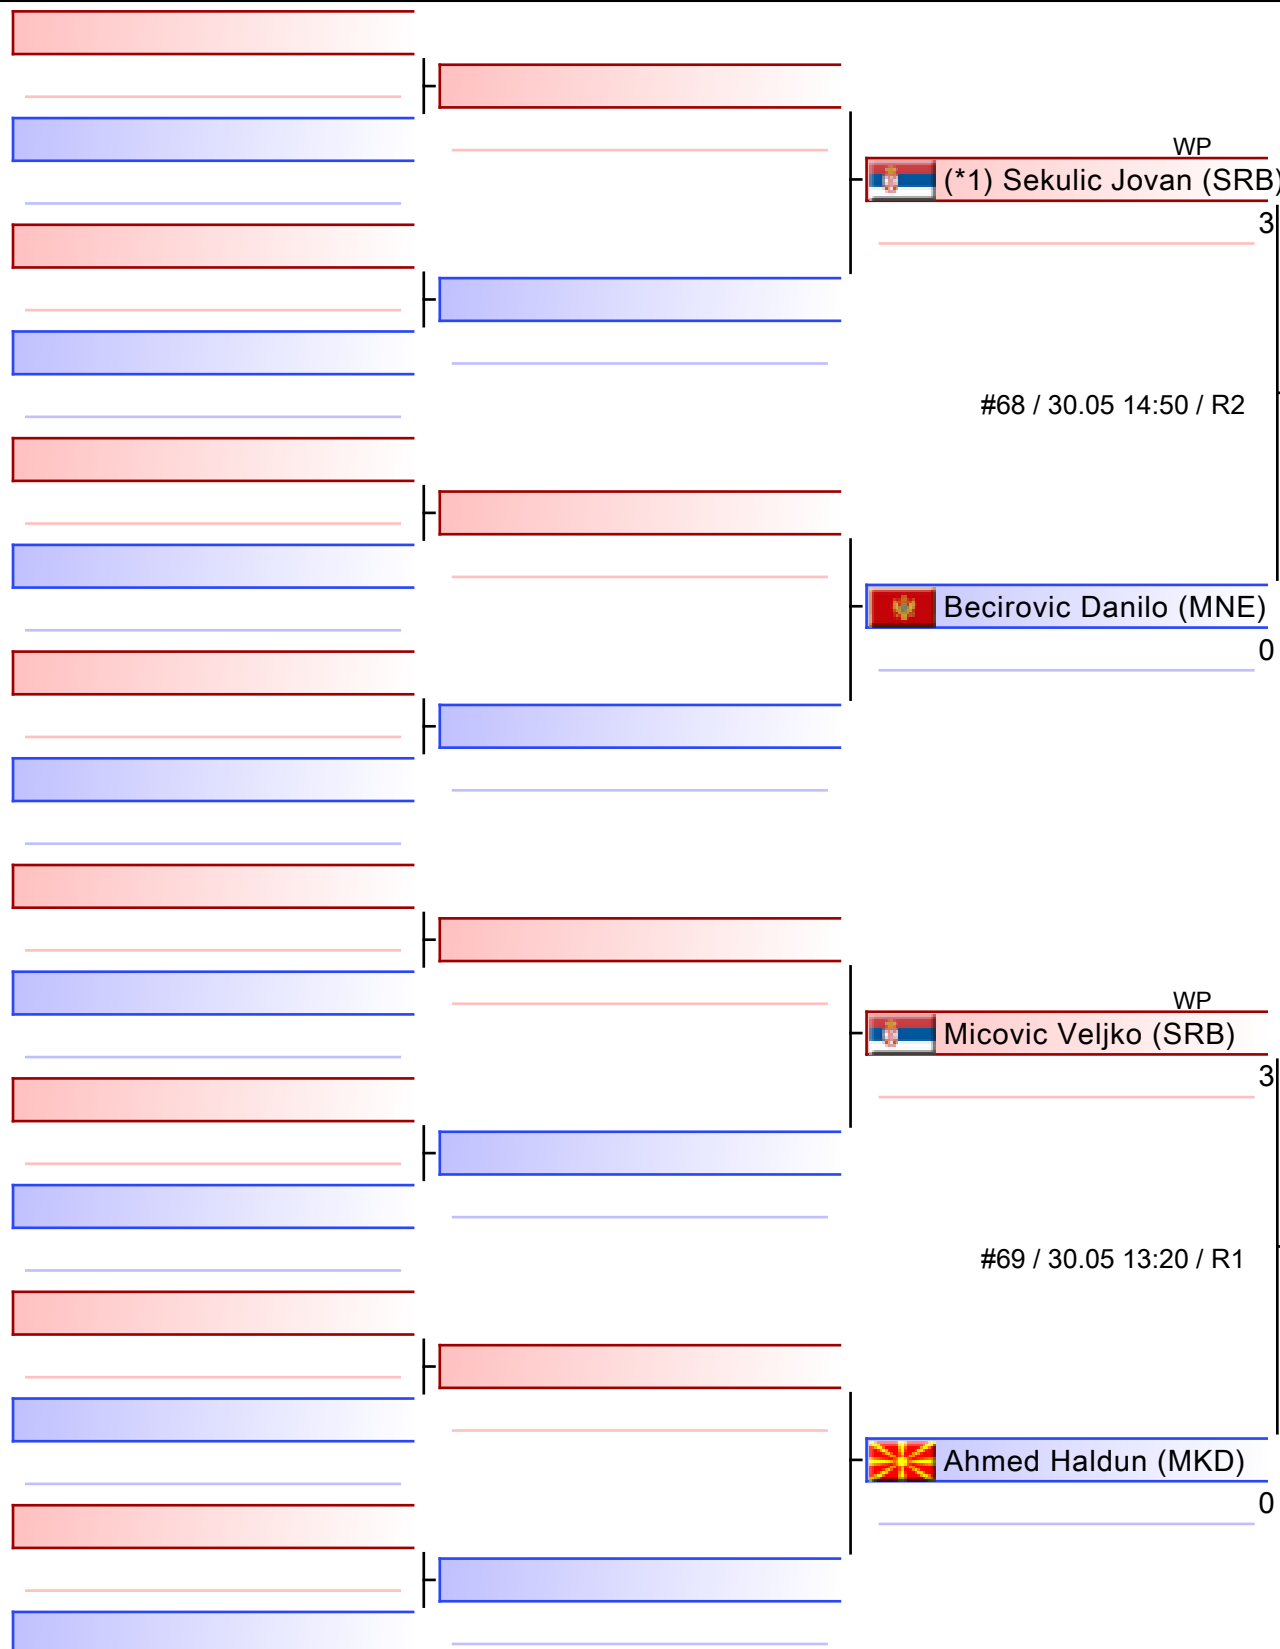 WP
(*1) Sekulic Jovan (SRB)
3
#68 / 30.05 14:50 / R2
Becirovic Danilo (MNE)
0
WP
Micovic Veljko (SRB)
3
#69 / 30.05 13:20 / R1
Ahmed Haldun (MKD)
0